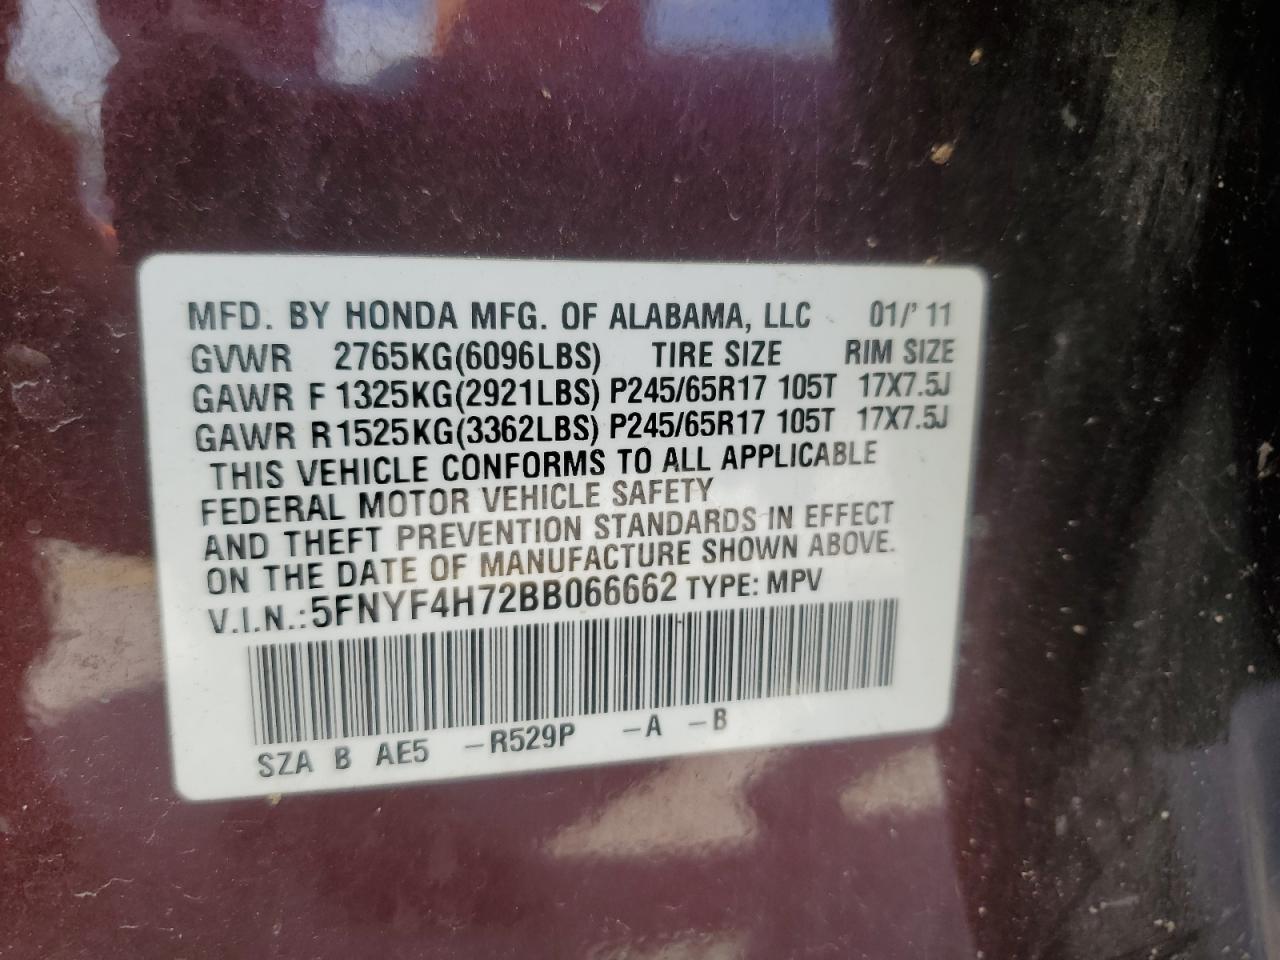 MFD. BY HONDA MFG. OF ALABAMA, LLC 01/' 11
GVWR 2765KG(6096LBS) TIRE SIZE RIM SIZE
GAWR F 1325KG(2921LBS) P245/65R17 105T 17X7.5J
GAWR R1525KG(3362LBS) P245/65R17 105T 17X7.5J
THIS VEHICLE CONFORMS TO ALL APPLICABLE
FEDERAL MOTOR VEHICLE SAFETY
AND THEFT PREVENTION STANDARDS IN EFFECT
ON THE DATE OF MANUFACTURE SHOWN ABOVE.
V.I.N.:5FNYF4H72BB066662 TYPE: MPV
SZA B AE5 –R529P –A –B